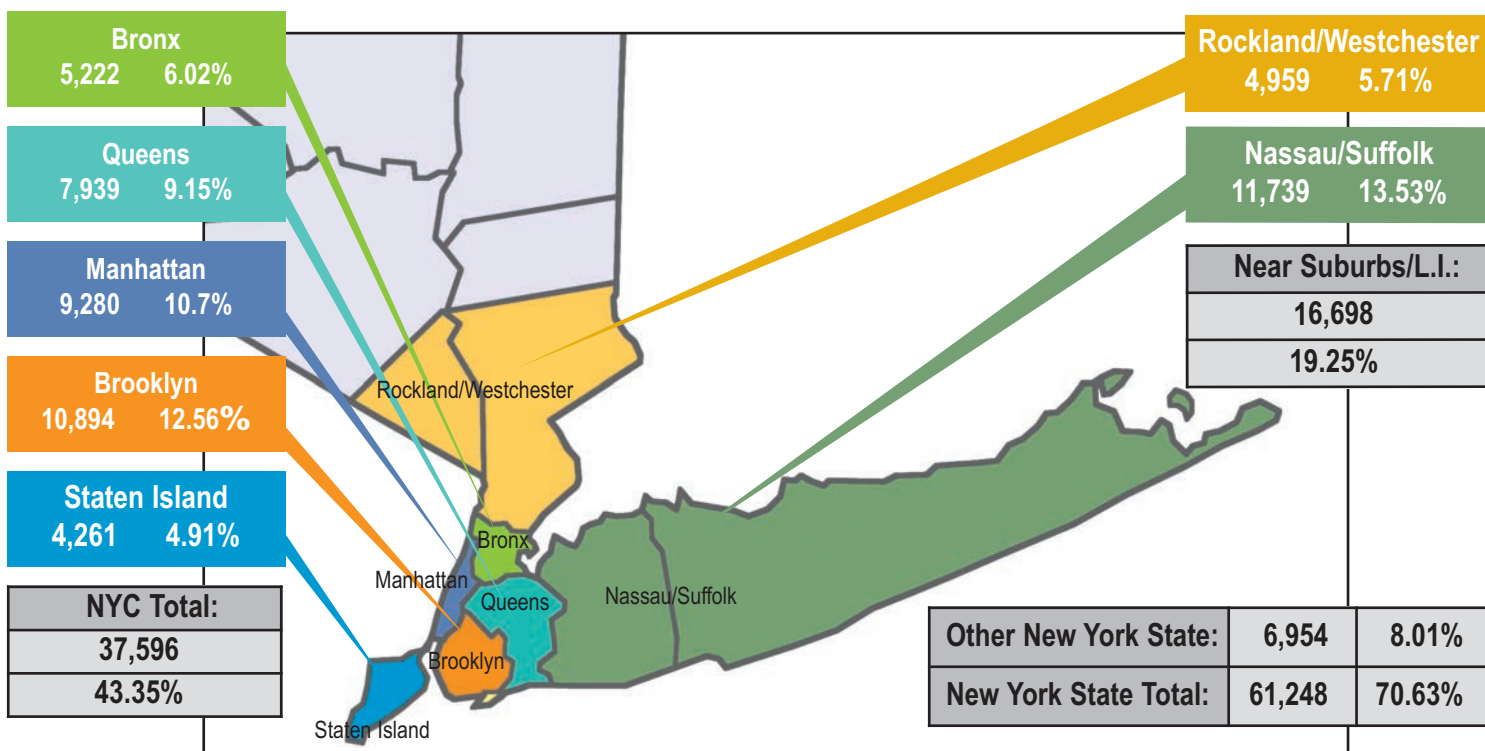 Bronx
5,222 6.02%
Queens
7,939 9.15%
Manhattan
9,280 10.7%
Brooklyn
10,894 12.56%
Staten Island
4,261 4.91%
NYC Total:
37,596
43.35%
Rockland/Westchester
4,959 5.71%
Nassau/Suffolk
11,739 13.53%
Near Suburbs/L.I.:
16,698
19.25%
Rockland/Westchester
Bronx
Manhattan
Queens
Nassau/Suffolk
Brooklyn
Staten Island
Other New York State: 6,954 8.01%
New York State Total: 61,248 70.63%